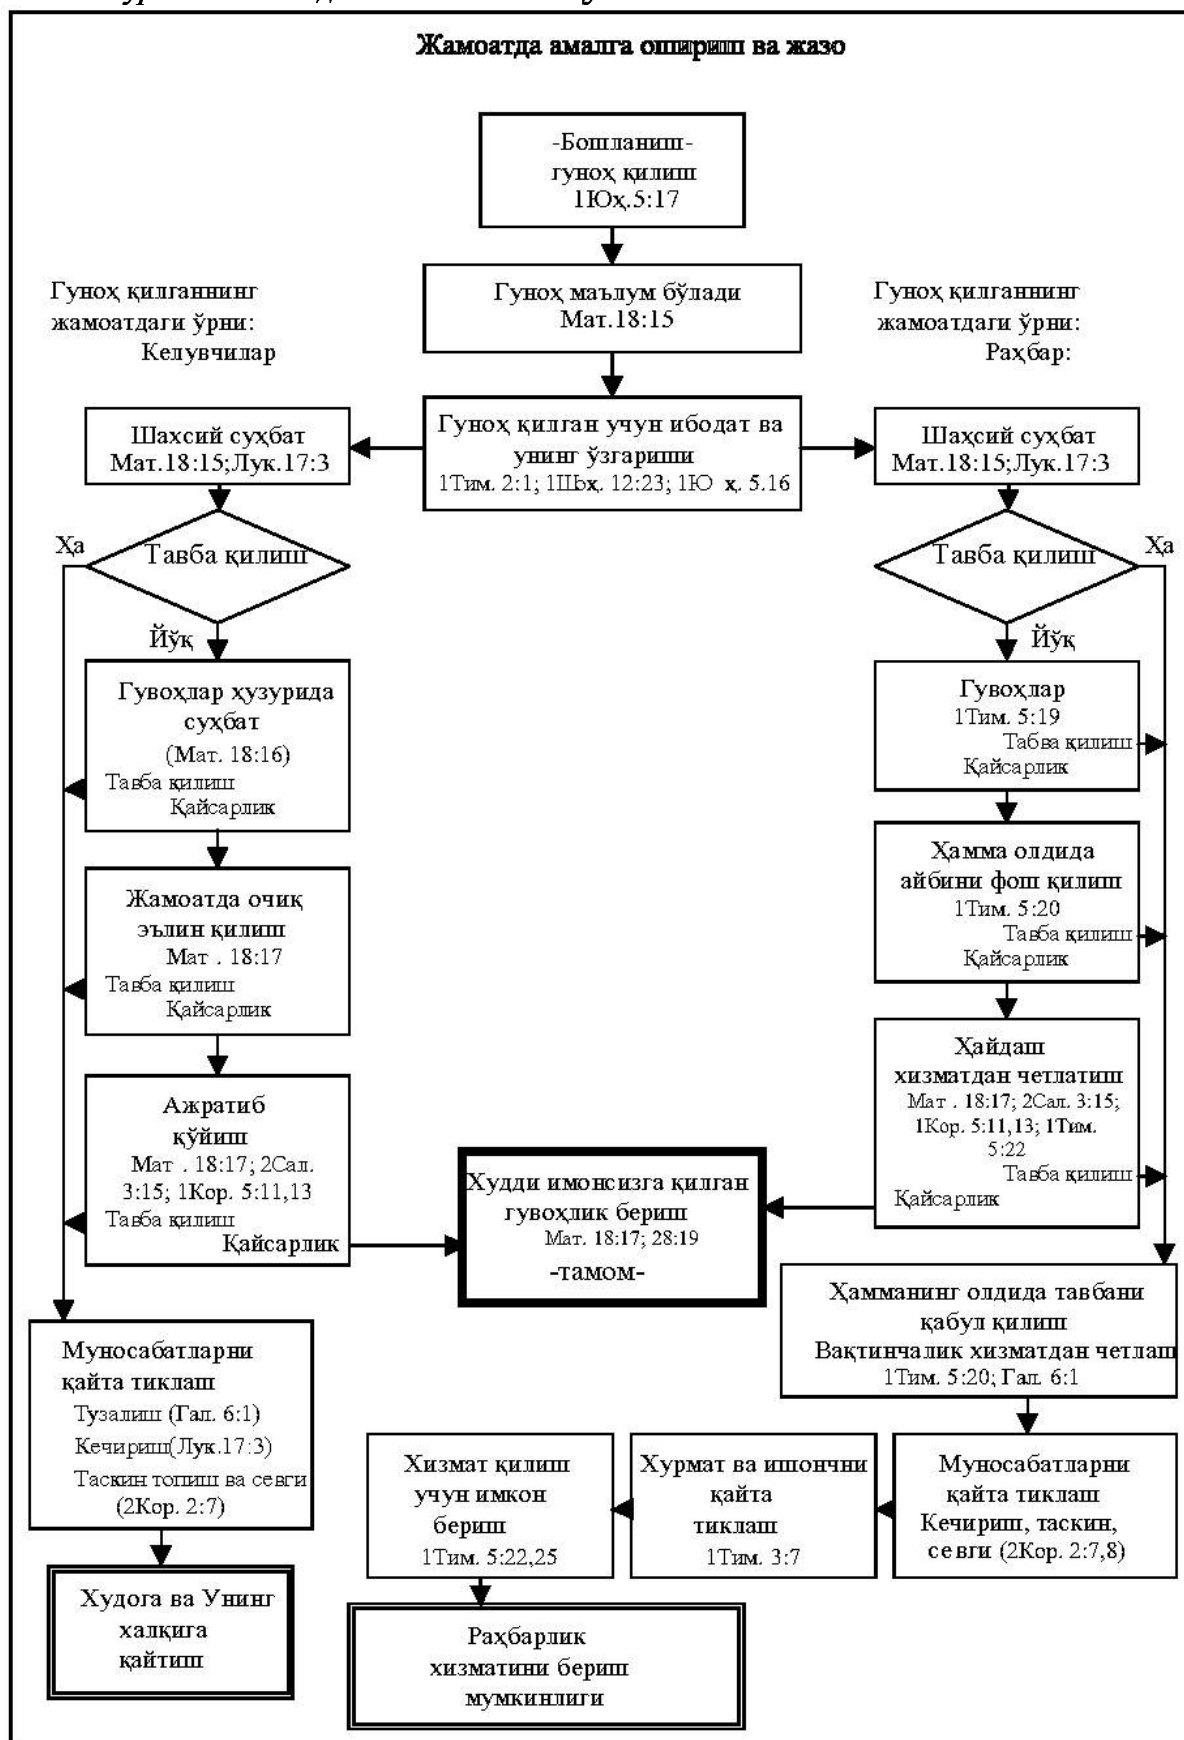 Жамоатда амалга ошириш ва жазо
-Бошланиш-
гуноҳ қилиш
1Юҳ.5:17
Гуноҳ маълум бўлади
Мат.18:15
Гуноҳ қилганнинг
жамоатдаги ўрни:
Келувчилар
Гуноҳ қилганнинг
жамоатдаги ўрни:
Раҳбар:
Гуноҳ қилган учун ибодат ва
унинг ўзгариши
1Тим. 2:1; 1Шоҳ. 12:23; 1Ю ҳ. 5.16
Шахсий суҳбат
Мат.18:15;Лук.17:3
Ҳа
Тавба қилиш
Йўқ
Гувоҳлар ҳузурида
суҳбат
(Мат. 18:16)
Тавба қилиш
Қайсарлик
Жамоатда очиқ
эълин қилиш
Мат . 18:17
Тавба қилиш
Қайсарлик
Ажратиб
қўйиш
Мат . 18:17; 2Сал.
3:15; 1Кор. 5:11,13
Тавба қилиш
Қайсарлик
Шаҳсий суҳбат
Мат.18:15;Лук.17:3
Ҳа
Тавба қилиш
Йўқ
Гувоҳлар
1Тим. 5:19
Табва қилиш
Қайсарлик
Ҳамма олдида
айбини фош қилиш
1Тим. 5:20
Тавба қилиш
Қайсарлик
Ҳайдаш
хизматдан четлатиш
Мат . 18:17; 2Сал. 3:15;
1Кор. 5:11,13; 1Тим.
5:22
Тавба қилиш
Қайсарлик
Худди имонсизга қилган
гувоҳлик бериш
Мат. 18:17; 28:19
-тамом-
Муносабатларни
қайта тиклаш
Тузалиш (Гал. 6:1)
Кечириш(Лук.17:3)
Таскин топиш ва севги
(2Кор. 2:7)
Худога ва Унинг
халқига
қайтиш
Ҳамманинг олдида тавбани
қабул қилиш
Вақтинчалик хизматдан четлаш
1Тим. 5:20; Гал. 6:1
Муносабатларни
қайта тиклаш
Кечириш, таскин,
севги (2Кор. 2:7,8)
Хурмат ва ишончни
қайта
тиклаш
1Тим. 3:7
Хизмат қилиш
учун имкон
бериш
1Тим. 5:22,25
Раҳбарлик
хизматини бериш
мумкинлиги